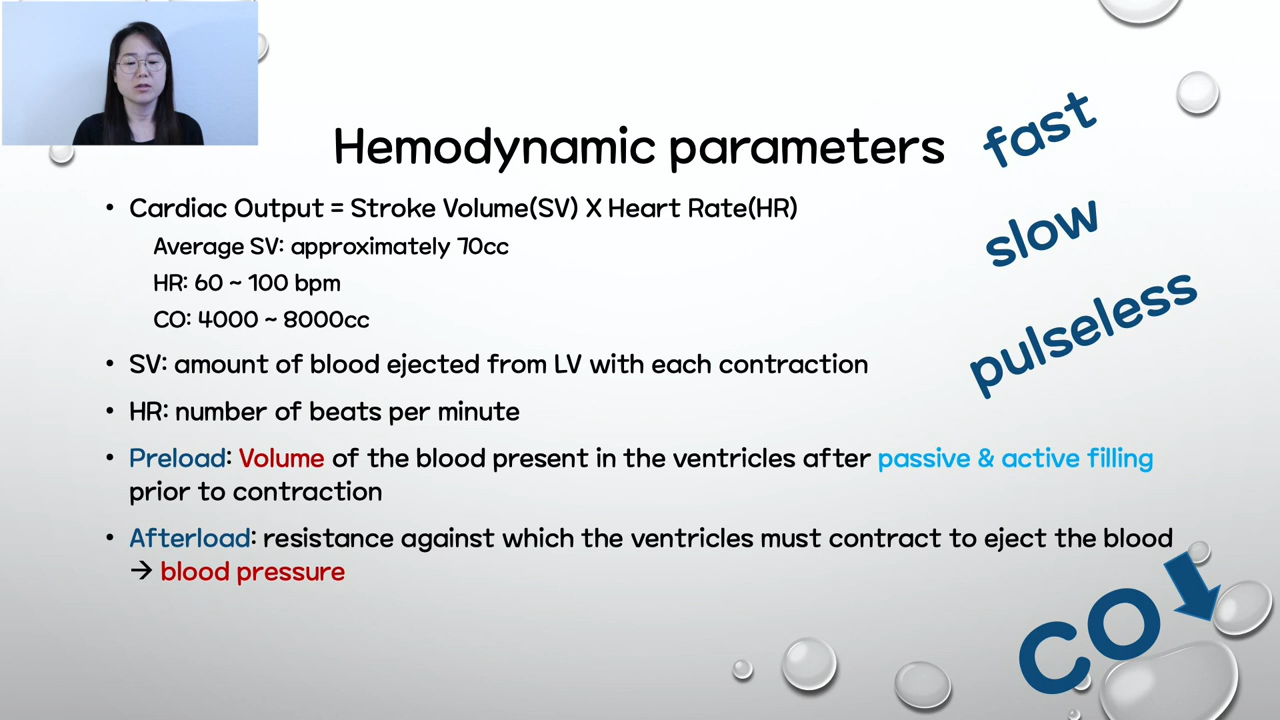 Hemodynamic parameters
• Cardiac Output = Stroke Volume(SV) X Heart Rate(HR)
Average SV: approximately 70cc
HR: 60 ~ 100 bpm
CO: 4000 ~ 8000cc
• SV: amount of blood ejected from LV with each contraction
• HR: number of beats per minute
• Preload: Volume of the blood present in the ventricles after passive & active filling
prior to contraction
• Afterload: resistance against which the ventricles must contract to eject the blood
→ blood pressure
fast
slow
pulseless
CO